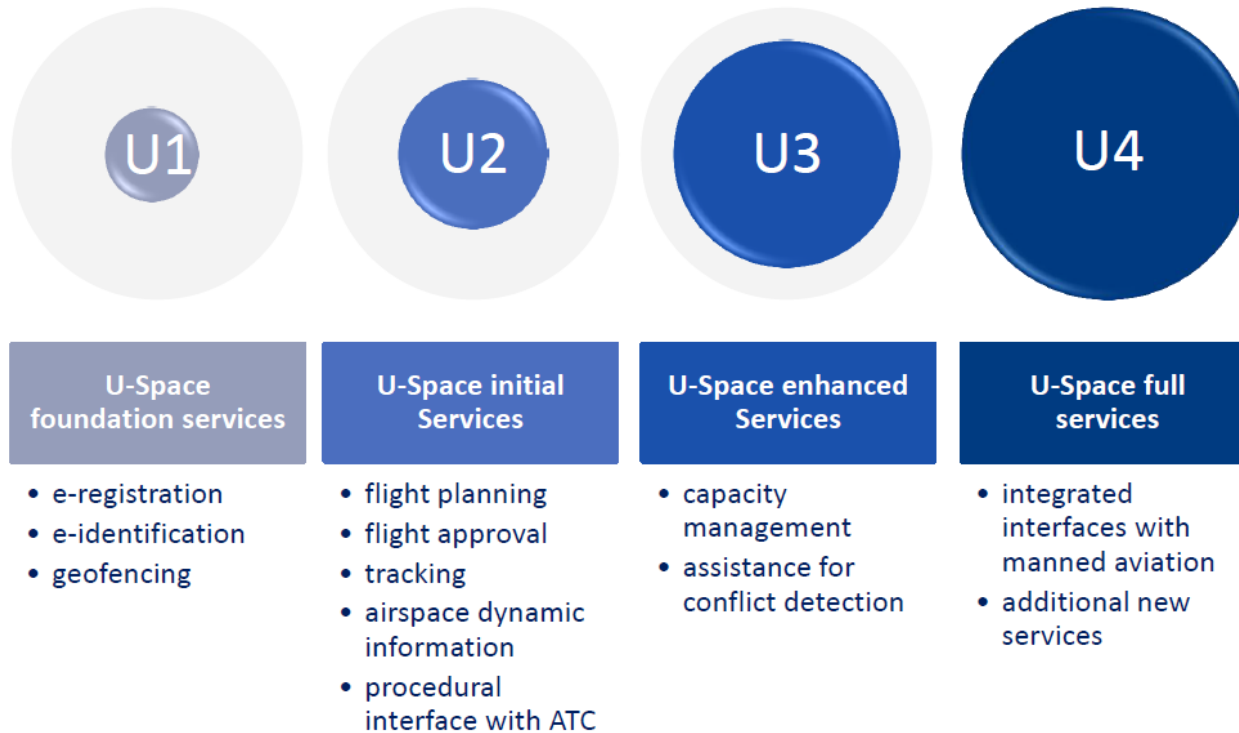 U1
U2
U3
U4
U-Space
foundation services
• e-registration
• e-identification
• geofencing
U-Space initial
Services
• flight planning
• flight approval
• tracking
• airspace dynamic
information
• procedural
interface with ATC
U-Space enhanced
Services
• capacity
management
• assistance for
conflict detection
U-Space full
services
• integrated
interfaces with
manned aviation
• additional new
services